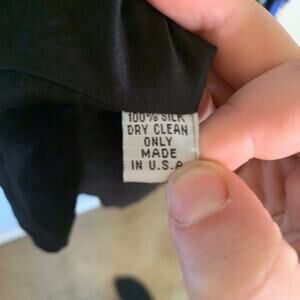 100% SILK
DRY CLEAN
ONLY
MADE
IN U.S.A